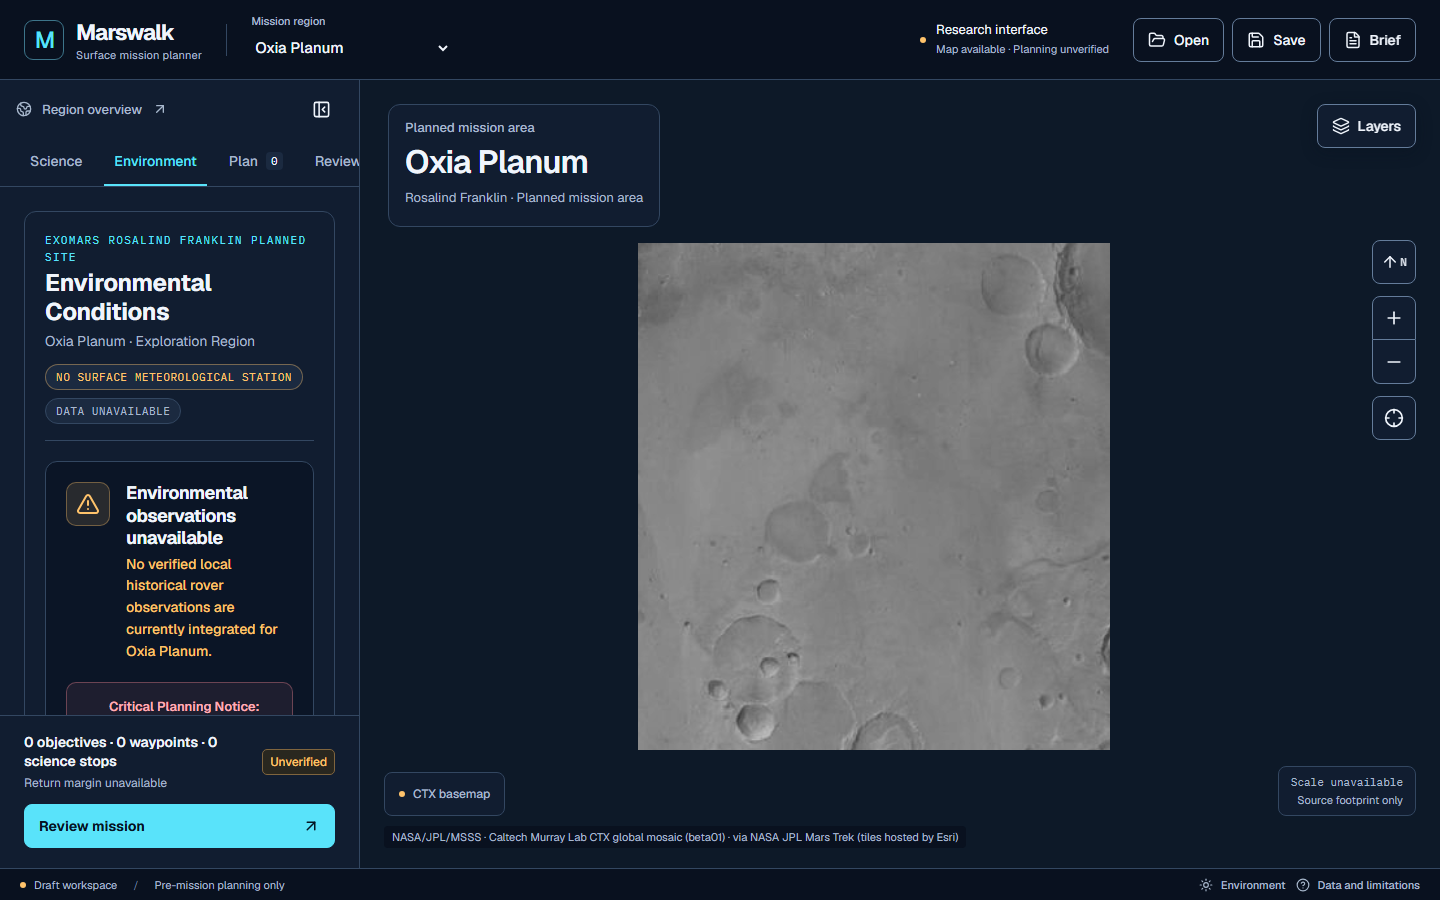 M
Marswalk
Surface mission planner
Mission region
Oxia Planum
Research interface
Map available · Planning unverified
Open
Save
Brief
Region overview
Science
Environment
Plan 0
Review
EXOMARS ROSALIND FRANKLIN PLANNED
SITE
Environmental
Conditions
Oxia Planum · Exploration Region
NO SURFACE METEOROLOGICAL STATION
DATA UNAVAILABLE
Environmental
observations
unavailable
No verified local
historical rover
observations are
currently integrated for
Oxia Planum.
Critical Planning Notice:
0 objectives · 0 waypoints · 0
science stops
Return margin unavailable
Unverified
Review mission
Planned mission area
Oxia Planum
Rosalind Franklin · Planned mission area
Layers
N
CTX basemap
Scale unavailable
Source footprint only
NASA/JPL/MSSS · Caltech Murray Lab CTX global mosaic (beta01) · via NASA JPL Mars Trek (tiles hosted by Esri)
Draft workspace / Pre-mission planning only
Environment
Data and limitations